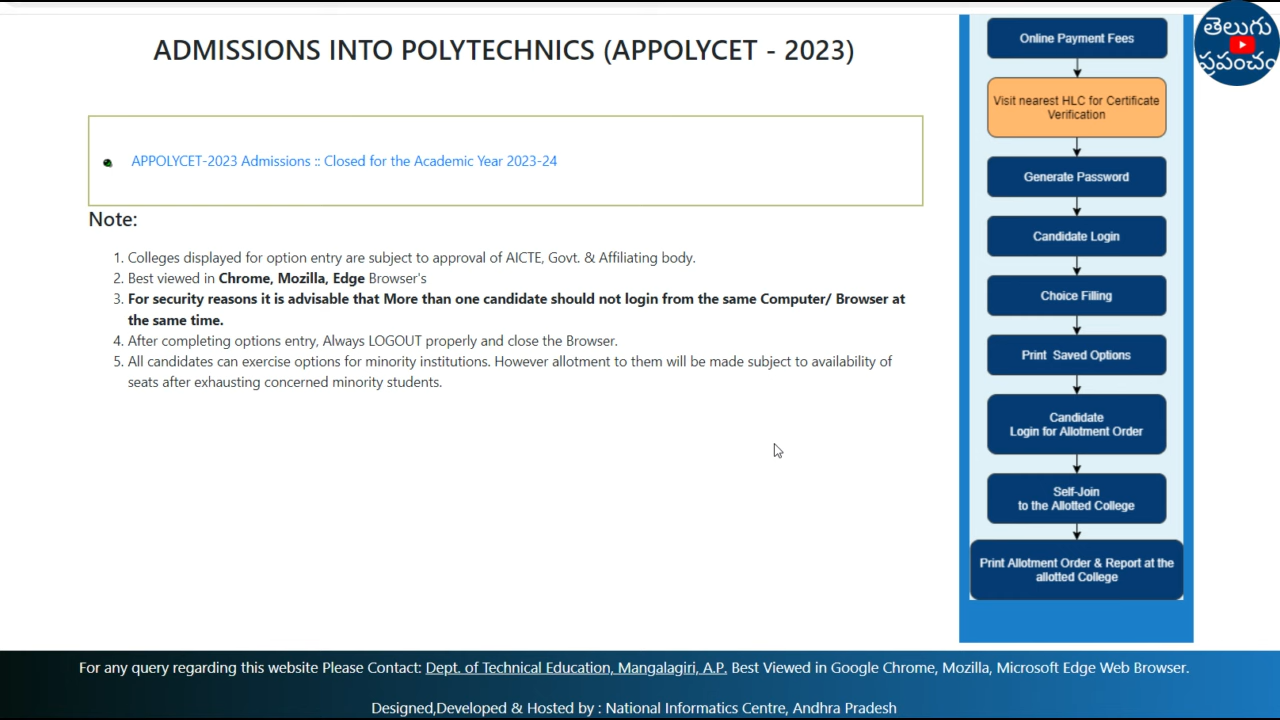 ADMISSIONS INTO POLYTECHNICS (APPOLYCET - 2023)
APPOLYCET-2023 Admissions :: Closed for the Academic Year 2023-24
Note:
1. Colleges displayed for option entry are subject to approval of AICTE, Govt. & Affiliating body.
2. Best viewed in Chrome, Mozilla, Edge Browser's
3. For security reasons it is advisable that More than one candidate should not login from the same Computer/ Browser at
the same time.
4. After completing options entry, Always LOGOUT properly and close the Browser.
5. All candidates can exercise options for minority institutions. However allotment to them will be made subject to availability of
seats after exhausting concerned minority students.
Online Payment Fees
Visit nearest HLC for Certificate
Verification
Generate Password
Candidate Login
Choice Filling
Print Saved Options
Candidate
Login for Allotment Order
Self-Join
to the Allotted College
Print Allotment Order & Report at the
allotted College
తెలుగు
ప్రపంచం
For any query regarding this website Please Contact: Dept. of Technical Education, Mangalagiri, A.P. Best Viewed in Google Chrome, Mozilla, Microsoft Edge Web Browser.
Designed,Developed & Hosted by : National Informatics Centre, Andhra Pradesh